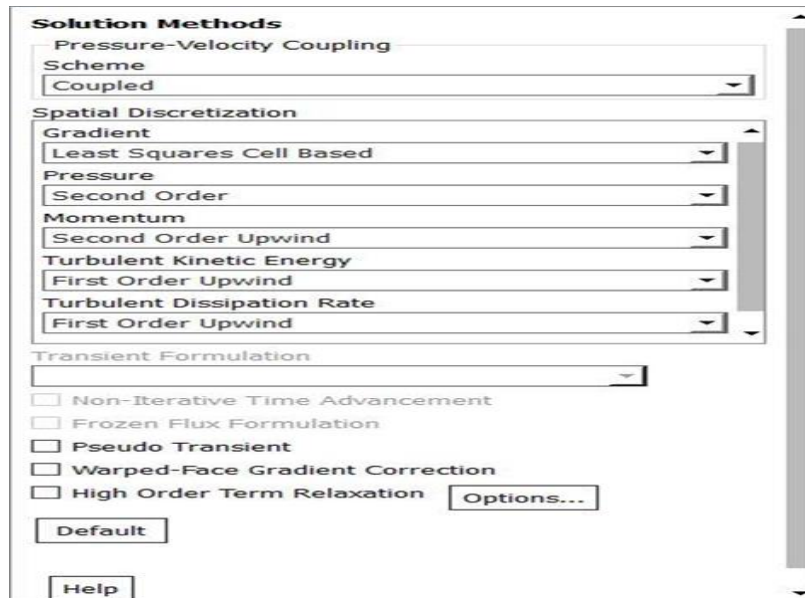 Solution Methods
Pressure-Velocity Coupling
Scheme
Coupled
Spatial Discretization
Gradient
Least Squares Cell Based
Pressure
Second Order
Momentum
Second Order Upwind
Turbulent Kinetic Energy
First Order Upwind
Turbulent Dissipation Rate
First Order Upwind
Transient Formulation
Non-Iterative Time Advancement
Frozen Flux Formulation
Pseudo Transient
Warped-Face Gradient Correction
High Order Term Relaxation Options...
Default
Help